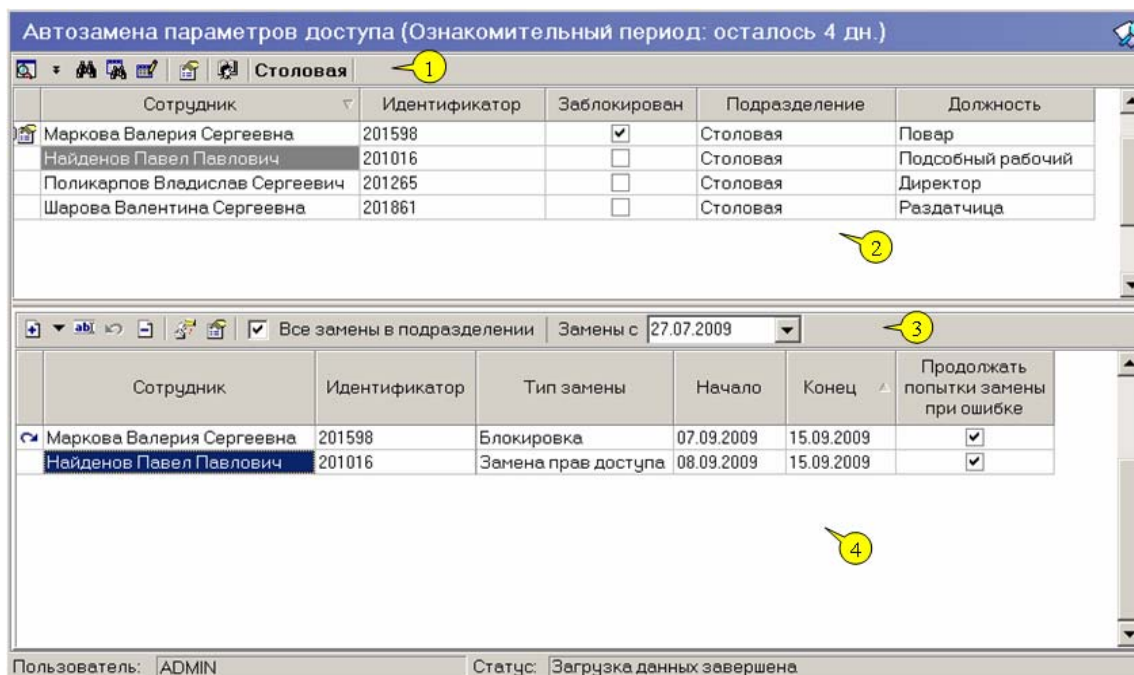 Автозамена параметров доступа (Ознакомительный период: осталось 4 дн.)
Столовая 1
Сотрудник Идентификатор Заблокирован Подразделение Должность
Маркова Валерия Сергеевна 201598 Столовая Повар
Найденов Павел Павлович 201016 Столовая Подсобный рабочий
Поликарпов Владислав Сергеевич 201265 Столовая Директор
Шарова Валентина Сергеевна 201861 Столовая Раздатчица
2
abl Все замены в подразделении Замены с 27.07.2009 3
Сотрудник Идентификатор Тип замены Начало Конец Продолжать
попытки замены
при ошибке
Маркова Валерия Сергеевна 201598 Блокировка 07.09.2009 15.09.2009
Найденов Павел Павлович 201016 Замена прав доступа 08.09.2009 15.09.2009
4
Пользователь: ADMIN Статус: Загрузка данных завершена